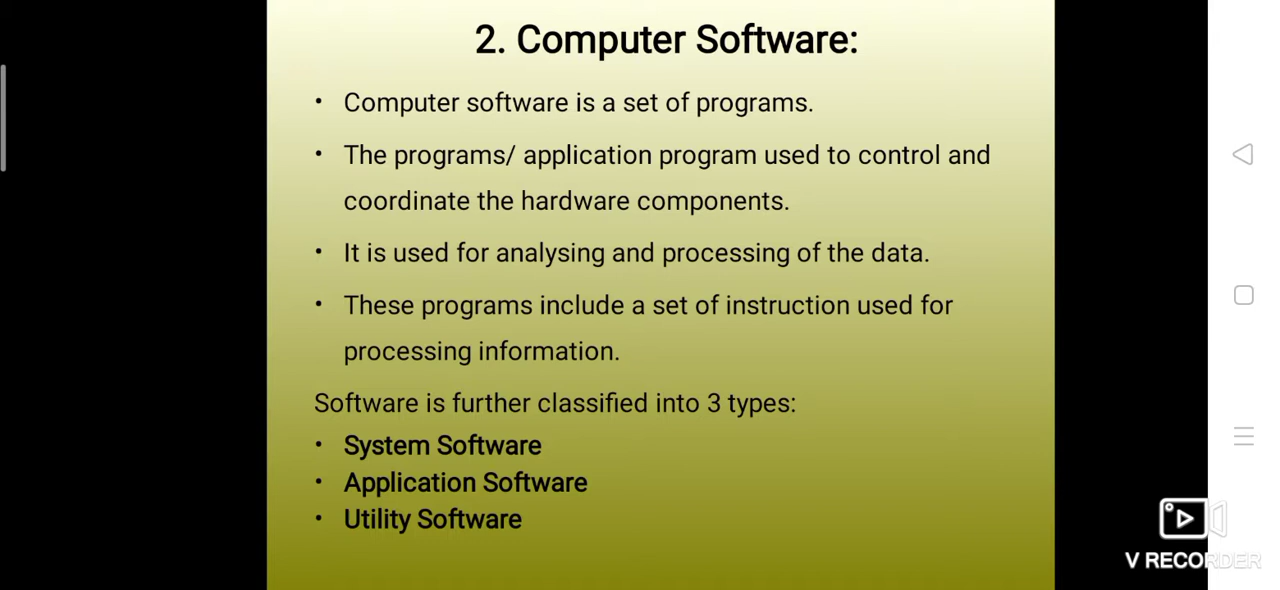 2. Computer Software:
• Computer software is a set of programs.
• The programs/ application program used to control and
coordinate the hardware components.
• It is used for analysing and processing of the data.
• These programs include a set of instruction used for
processing information.
Software is further classified into 3 types:
• System Software
• Application Software
• Utility Software
V RECORDER